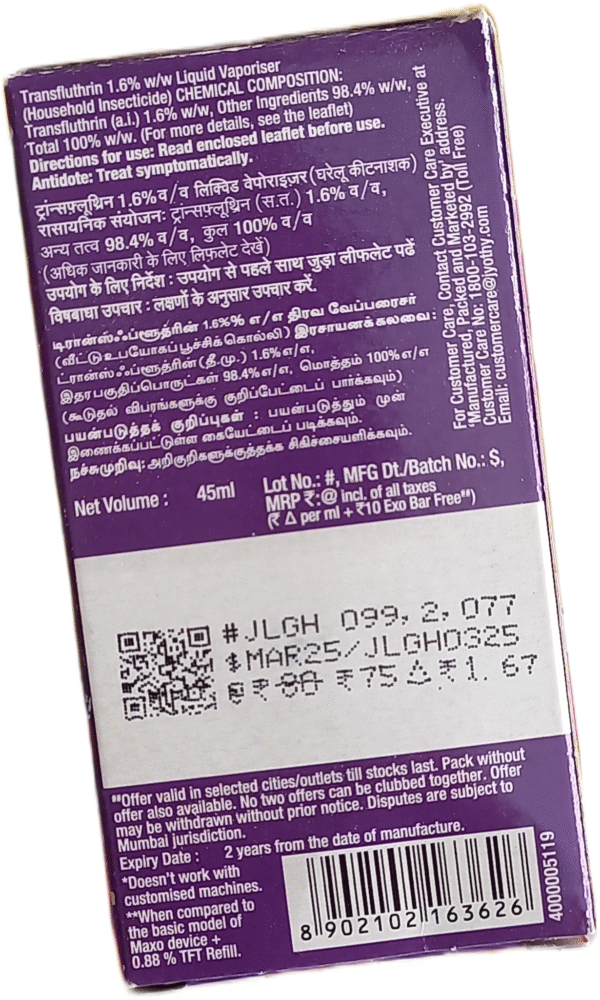 Transfluthrin 1.6% w/w Liquid Vaporiser
(Household Insecticide) CHEMICAL COMPOSITION:
Transfluthrin (a.i.) 1.6% w/w, Other Ingredients 98.4% w/w,
Total 100% w/w. (For more details, see the leaflet)
Directions for use: Read enclosed leaflet before use.
Antidote: Treat symptomatically.
ट्रांन्सफ़्लूथ्रिन 1.6% व/व लिक्विड वेपोराइज़र (घरेलू कीटनाशक)
रासायनिक संयोजन: ट्रान्सफ़्लूथ्रिन (स.त.) 1.6% व/व,
अन्य तत्व 98.4% व/व, कुल 100% व/व
(अधिक जानकारी के लिए लिफ़लेट देखें)
उपयोग के लिए निर्देश : उपयोग से पहले साथ जुड़ा लीफलेट पढें
विषबाधा उपचार : लक्षणों के अनुसार उपचार करें.
டிரான்ஸ்ஃப்ளூத்ரின் 1.6%% எ/எ திரவ வேப்பரைசர்
(வீட்டு உபயோகப் பூச்சிக்கொல்லி) இரசாயனக் கலவை:
ட்ரான்ஸ்ஃப்ளூத்ரின் (தீ.மு.) 1.6% எ/எ,
இதர பகுதிப்பொருட்கள் 98.4% எ/எ, மொத்தம் 100% எ/எ
(கூடுதல் விபரங்களுக்கு குறிப்பேட்டைப் பார்க்கவும்)
பயன்படுத்தக் குறிப்புகள் : பயன்படுத்தும் முன்
இணைக்கப்பட்டுள்ள கையேட்டைப் படிக்கவும்.
நச்சுமுறிவு: அறிகுறிகளுக்குத்தக்க சிகிச்சையளிக்கவும்.
For Customer Care, Contact Customer Care Executive at
'Manufactured, Packed and Marketed by' address.
Customer Care No: 1800-103-2992 (Toll Free)
Email: customercare@jyothy.com
Net Volume : 45ml
Lot No.: #, MFG Dt./Batch No.: $,
MRP ₹:@ incl. of all taxes
(₹ Δ per ml + ₹10 Exo Bar Free##)
#JLGH 099, 2, 077
$MAR25/JLGH0325
@ ₹ 88 ₹75 Δ ₹1. 67
##Offer valid in selected cities/outlets till stocks last. Pack without
offer also available. No two offers can be clubbed together. Offer
may be withdrawn without prior notice. Disputes are subject to
Mumbai jurisdiction.
Expiry Date : 2 years from the date of manufacture.
*Doesn't work with
customised machines.
**When compared to
the basic model of
Maxo device +
0.88 % TFT Refill.
8 902102 163626
4000005119